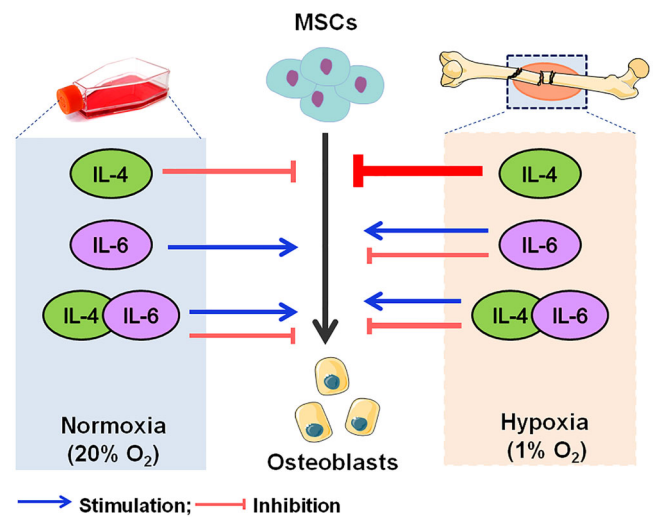 MSCs
IL-4
IL-4
IL-6
IL-6
IL-4 IL-6
IL-4 IL-6
Normoxia
(20% O₂)
Hypoxia
(1% O₂)
Osteoblasts
Stimulation; Inhibition